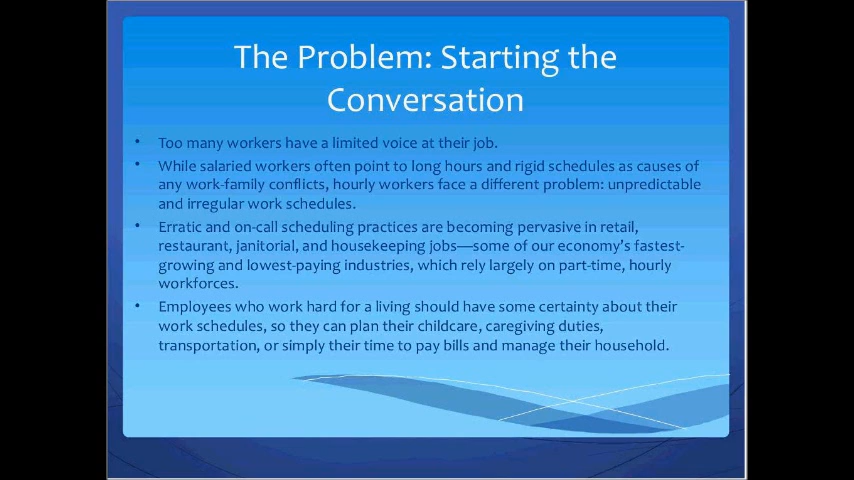 The Problem: Starting the
Conversation
• Too many workers have a limited voice at their job.
• While salaried workers often point to long hours and rigid schedules as causes of
any work-family conflicts, hourly workers face a different problem: unpredictable
and irregular work schedules.
• Erratic and on-call scheduling practices are becoming pervasive in retail,
restaurant, janitorial, and housekeeping jobs—some of our economy's fastest-
growing and lowest-paying industries, which rely largely on part-time, hourly
workforces.
• Employees who work hard for a living should have some certainty about their
work schedules, so they can plan their childcare, caregiving duties,
transportation, or simply their time to pay bills and manage their household.